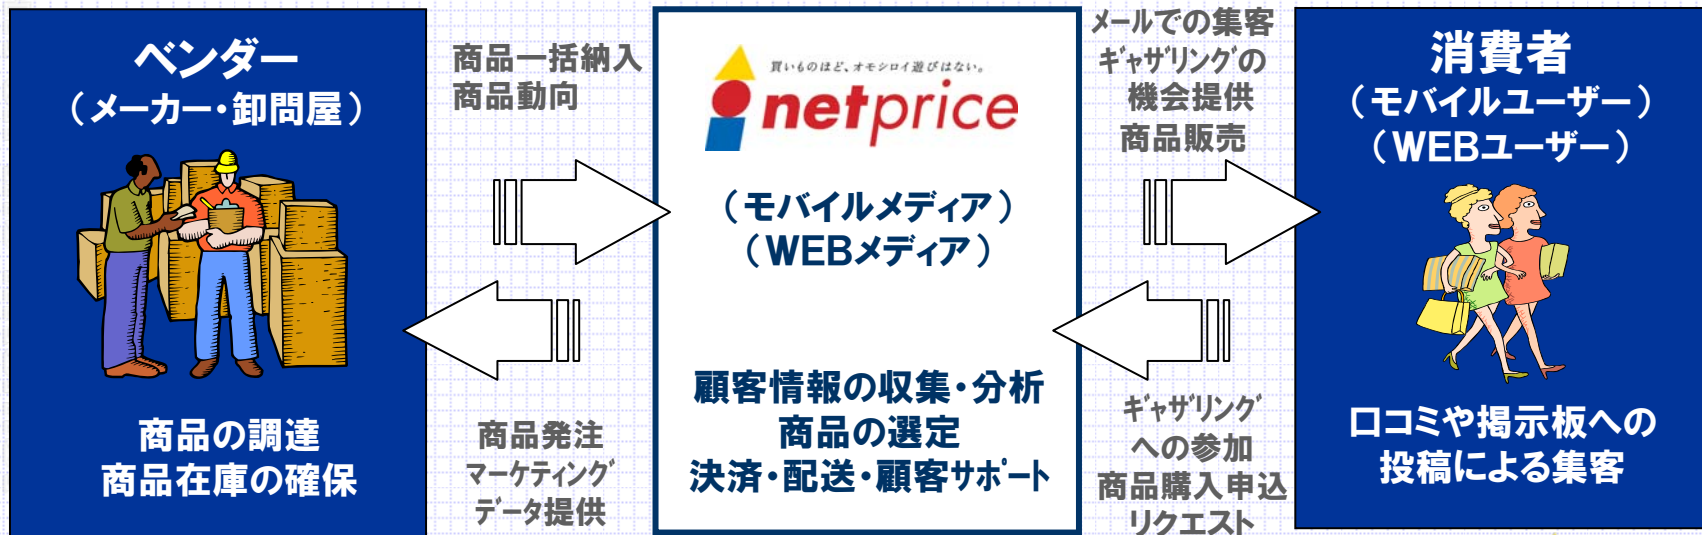 ベンダー
（メーカー・卸問屋）
商品の調達
商品在庫の確保
商品一括納入
商品動向
商品発注
マーケティング
データ提供
買いものほど、オモシロイ遊びはない。
netprice
（モバイルメディア）
（WEBメディア）
顧客情報の収集・分析
商品の選定
決済・配送・顧客サポート
メールでの集客
ギャザリングの
機会提供
商品販売
ギャザリング
への参加
商品購入申込
リクエスト
消費者
（モバイルユーザー）
（WEBユーザー）
口コミや掲示板への
投稿による集客